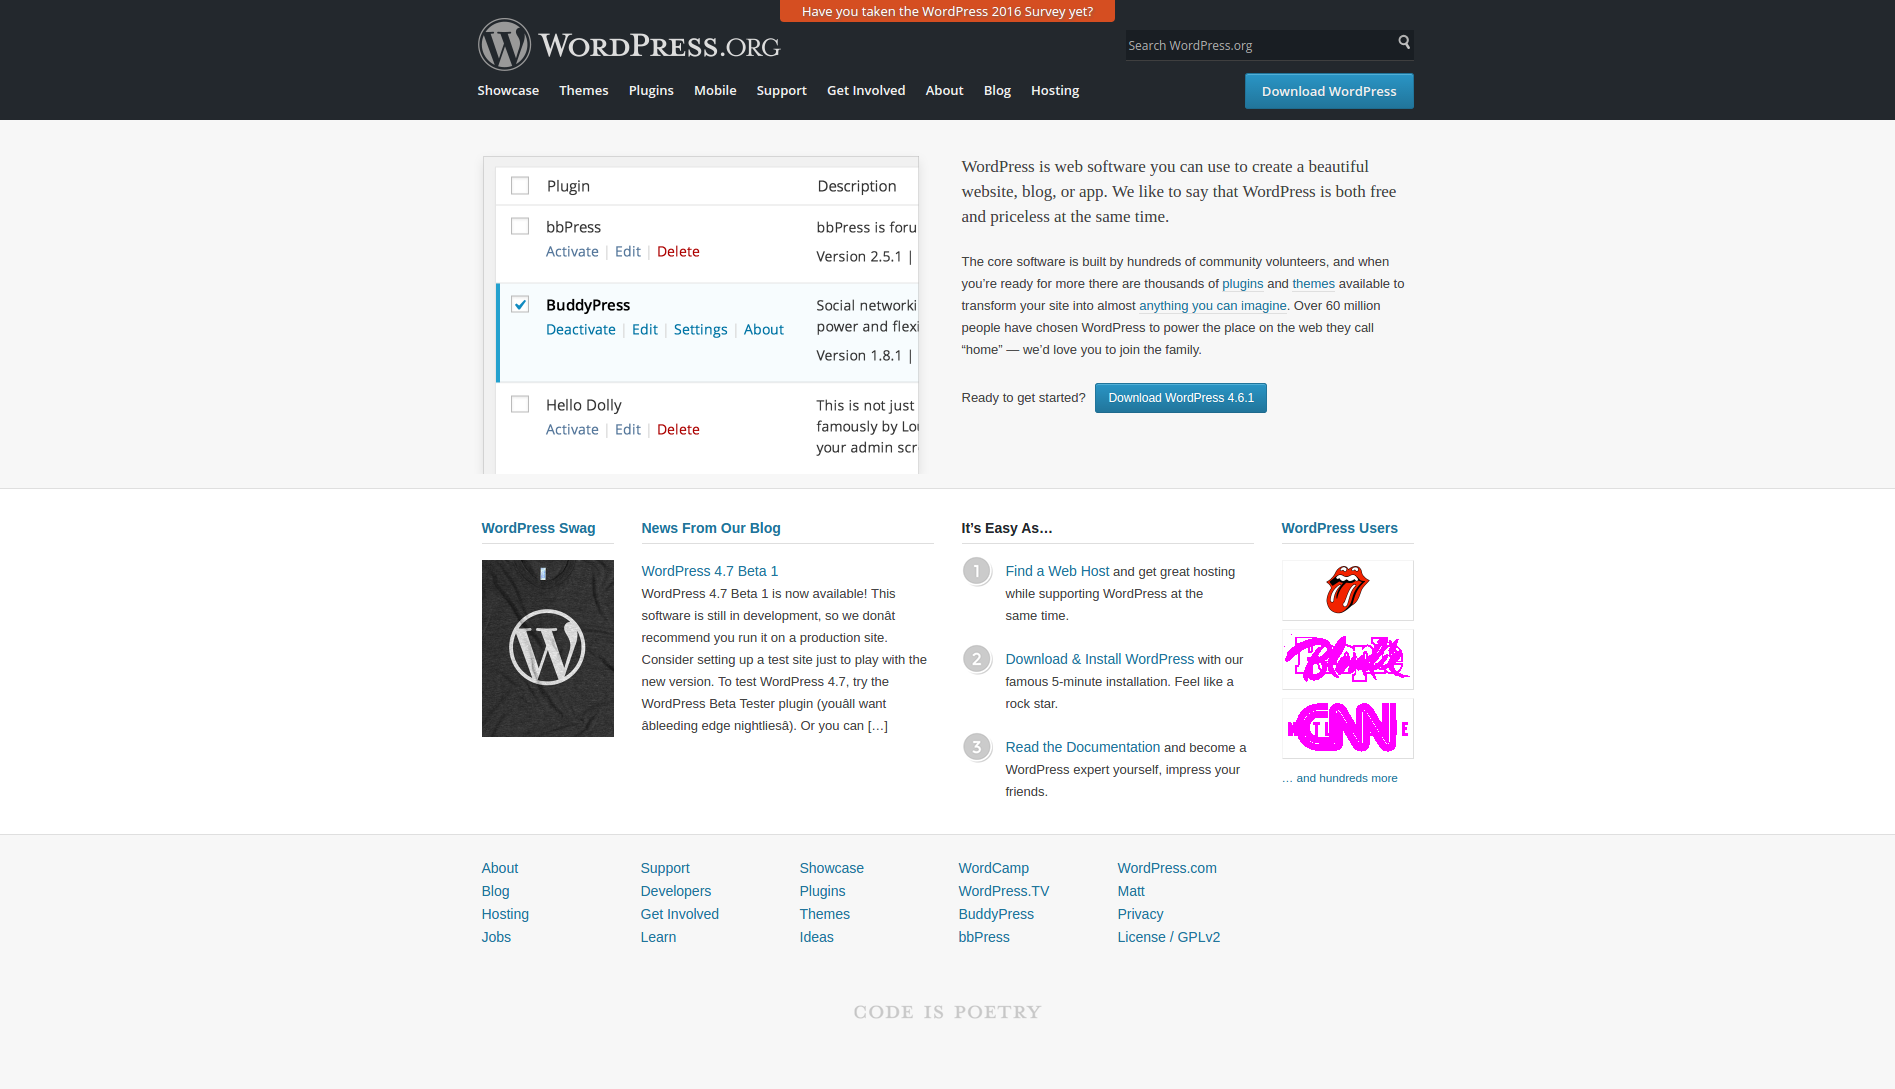 Have you taken the WordPress 2016 Survey yet?
WORDPRESS.ORG
Search WordPress.org
Showcase Themes Plugins Mobile Support Get Involved About Blog Hosting
Download WordPress
Plugin Description
bbPress bbPress is foru
Activate | Edit | Delete
Version 2.5.1 |
BuddyPress Social networki
Deactivate | Edit | Settings | About power and flexi
Version 1.8.1 |
Hello Dolly This is not just
Activate | Edit | Delete famously by Lou
your admin scr
WordPress is web software you can use to create a beautiful
website, blog, or app. We like to say that WordPress is both free
and priceless at the same time.
The core software is built by hundreds of community volunteers, and when
you’re ready for more there are thousands of plugins and themes available to
transform your site into almost anything you can imagine. Over 60 million
people have chosen WordPress to power the place on the web they call
“home” — we’d love you to join the family.
Ready to get started? Download WordPress 4.6.1
WordPress Swag
News From Our Blog
WordPress 4.7 Beta 1
WordPress 4.7 Beta 1 is now available! This
software is still in development, so we donât
recommend you run it on a production site.
Consider setting up a test site just to play with the
new version. To test WordPress 4.7, try the
WordPress Beta Tester plugin (youâll want
âbleeding edge nightliesâ). Or you can […]
It’s Easy As…
1 Find a Web Host and get great hosting
while supporting WordPress at the
same time.
2 Download & Install WordPress with our
famous 5-minute installation. Feel like a
rock star.
3 Read the Documentation and become a
WordPress expert yourself, impress your
friends.
WordPress Users
CNN
… and hundreds more
About
Blog
Hosting
Jobs
Support
Developers
Get Involved
Learn
Showcase
Plugins
Themes
Ideas
WordCamp
WordPress.TV
BuddyPress
bbPress
WordPress.com
Matt
Privacy
License / GPLv2
CODE IS POETRY